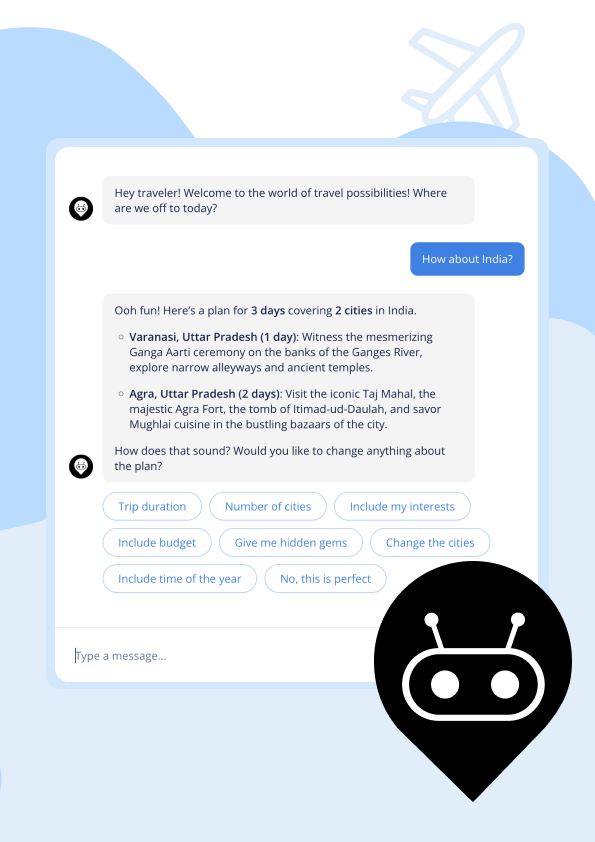 Hey traveler! Welcome to the world of travel possibilities! Where
are we off to today?
How about India?
Ooh fun! Here’s a plan for 3 days covering 2 cities in India.
Varanasi, Uttar Pradesh (1 day): Witness the mesmerizing
Ganga Aarti ceremony on the banks of the Ganges River,
explore narrow alleyways and ancient temples.
Agra, Uttar Pradesh (2 days): Visit the iconic Taj Mahal, the
majestic Agra Fort, the tomb of Itimad-ud-Daulah, and savor
Mughlai cuisine in the bustling bazaars of the city.
How does that sound? Would you like to change anything about
the plan?
Trip duration Number of cities Include my interests
Include budget Give me hidden gems Change the cities
Include time of the year No, this is perfect
Type a message...